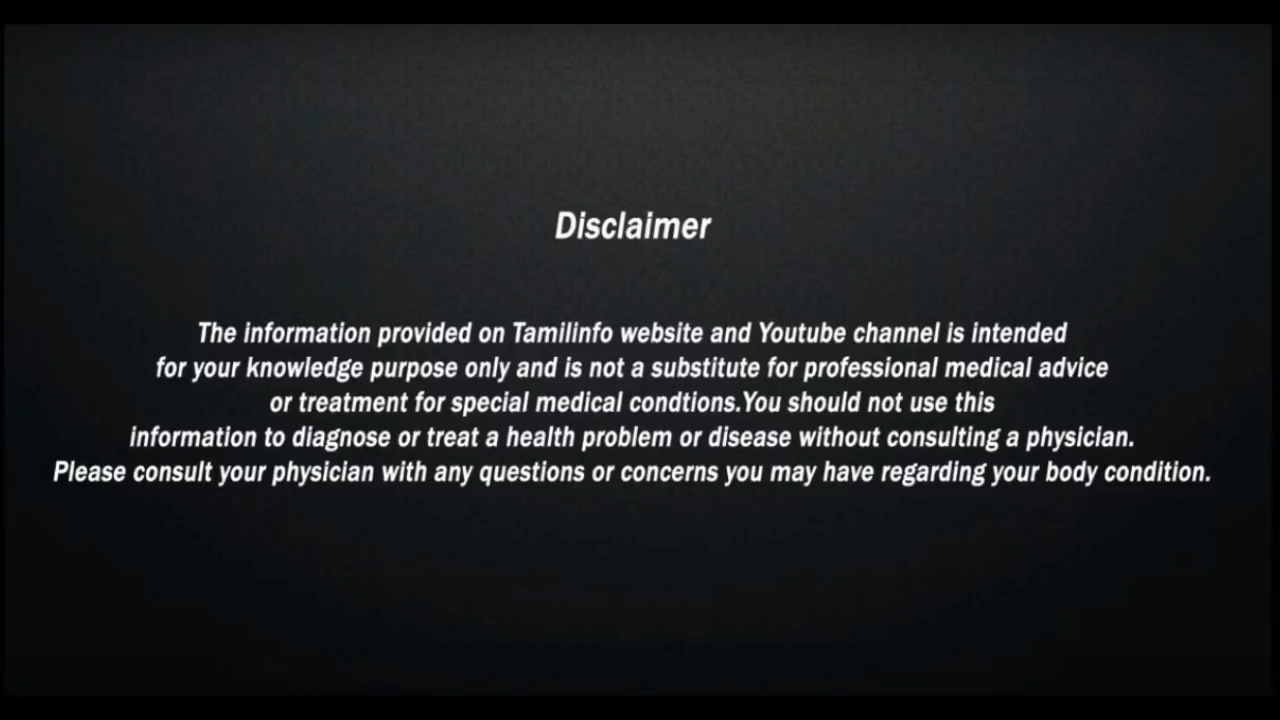 Disclaimer
The information provided on Tamilinfo website and Youtube channel is intended
for your knowledge purpose only and is not a substitute for professional medical advice
or treatment for special medical condtions.You should not use this
information to diagnose or treat a health problem or disease without consulting a physician.
Please consult your physician with any questions or concerns you may have regarding your body condition.